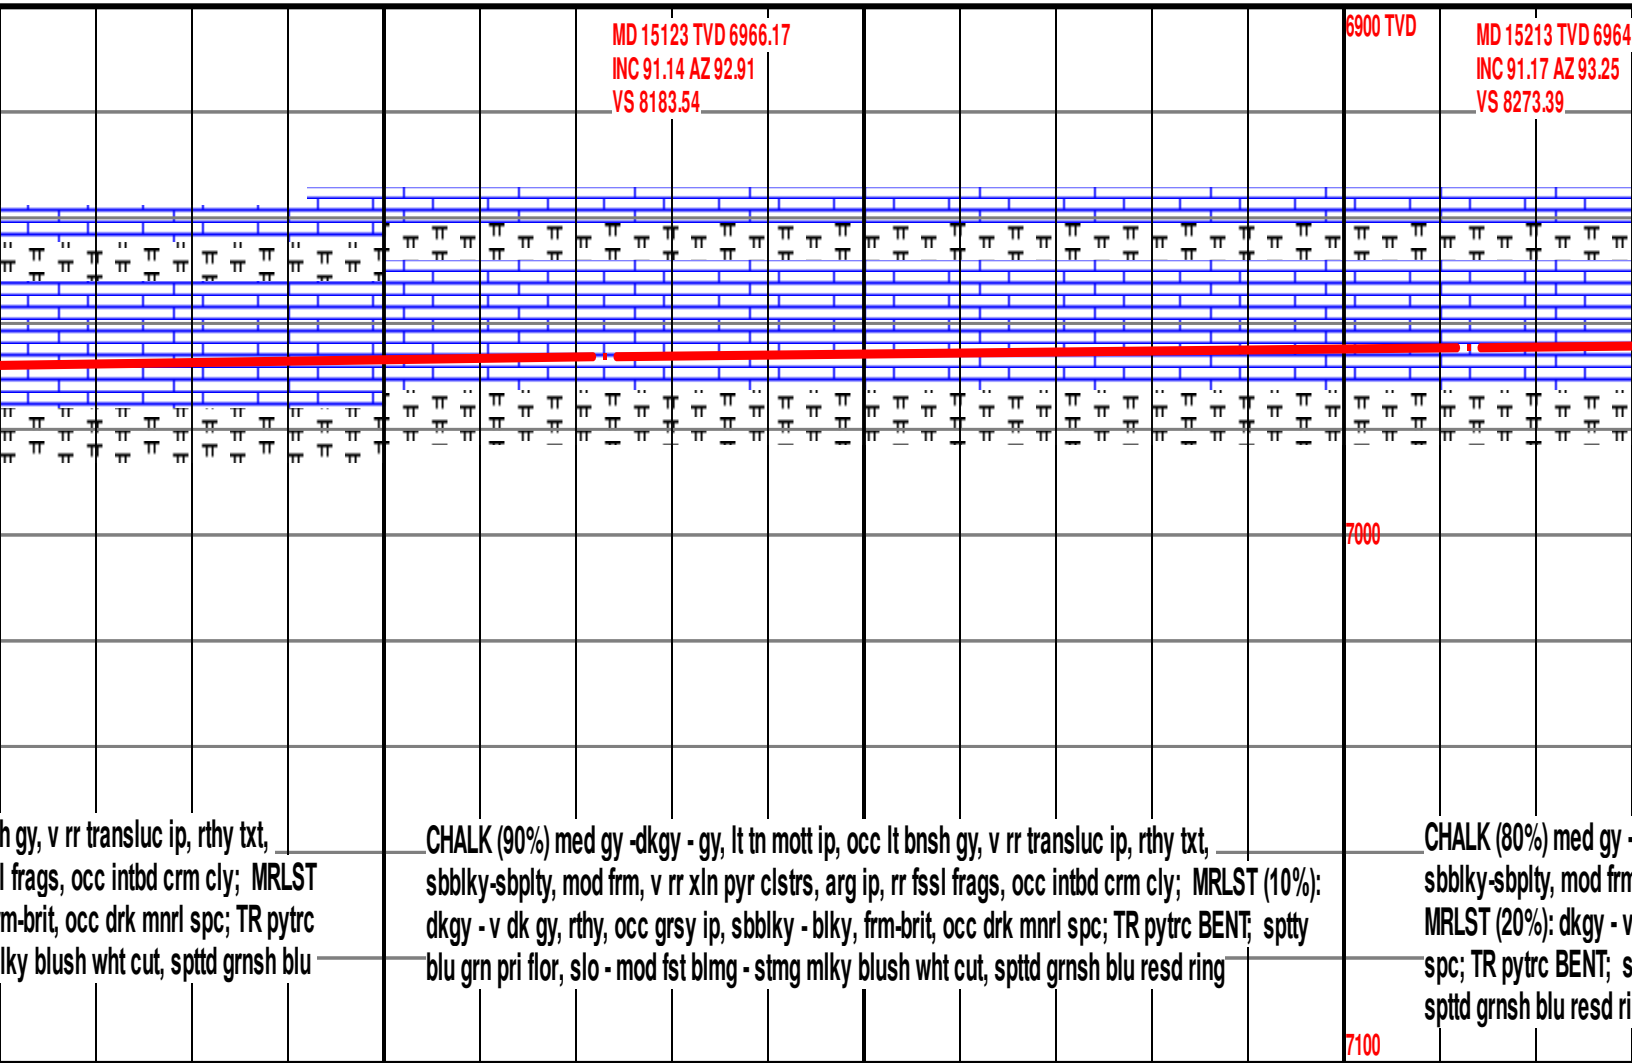 MD 15123 TVD 6966.17
INC 91.14 AZ 92.91
VS 8183.54
6900 TVD
MD 15213 TVD 6964
INC 91.17 AZ 93.25
VS 8273.39
7000
h gy, v rr transluc ip, rthy txt,
l frags, occ intbd crm cly; MRLST
rm-brit, occ drk mnrl spc; TR pytrc
lky blush wht cut, spttd grnsh blu
CHALK (90%) med gy -dkgy - gy, lt tn mott ip, occ lt bnsh gy, v rr transluc ip, rthy txt,
sbblky-sbplty, mod frm, v rr xln pyr clstrs, arg ip, rr fssl frags, occ intbd crm cly; MRLST (10%):
dkgy - v dk gy, rthy, occ grsy ip, sbblky - blky, frm-brit, occ drk mnrl spc; TR pytrc BENT; sptty
blu grn pri flor, slo - mod fst blmg - stmg mlky blush wht cut, spttd grnsh blu resd ring
CHALK (80%) med gy -
sbblky-sbplty, mod frm
MRLST (20%): dkgy - v
spc; TR pytrc BENT; s
spttd grnsh blu resd ri
7100